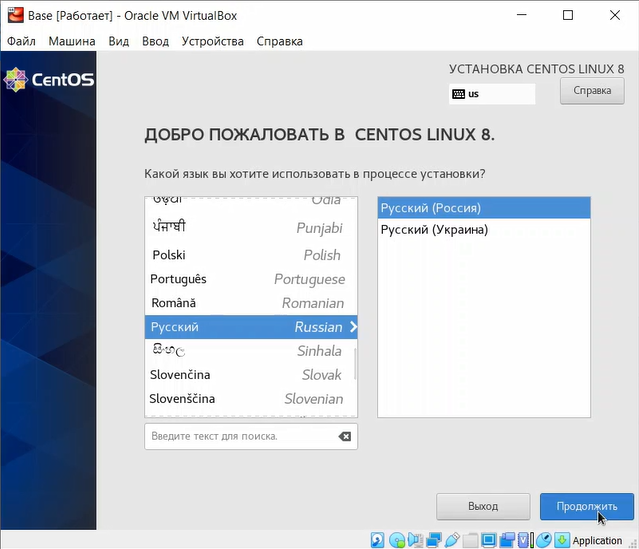 Base [Работает] - Oracle VM VirtualBox
Файл Машина Вид Ввод Устройства Справка
CentOS
УСТАНОВКА CENTOS LINUX 8
us
Справка
ДОБРО ПОЖАЛОВАТЬ В CENTOS LINUX 8.
Какой язык вы хотите использовать в процессе установки?
ଓଡ଼ିଆ Odia
ਪੰਜਾਬੀ Punjabi
Polski Polish
Português Portuguese
Română Romanian
Русский Russian
සිංහල Sinhala
Slovenčina Slovak
Slovenščina Slovenian
Русский (Россия)
Русский (Украина)
Введите текст для поиска.
Выход
Продолжить
Application